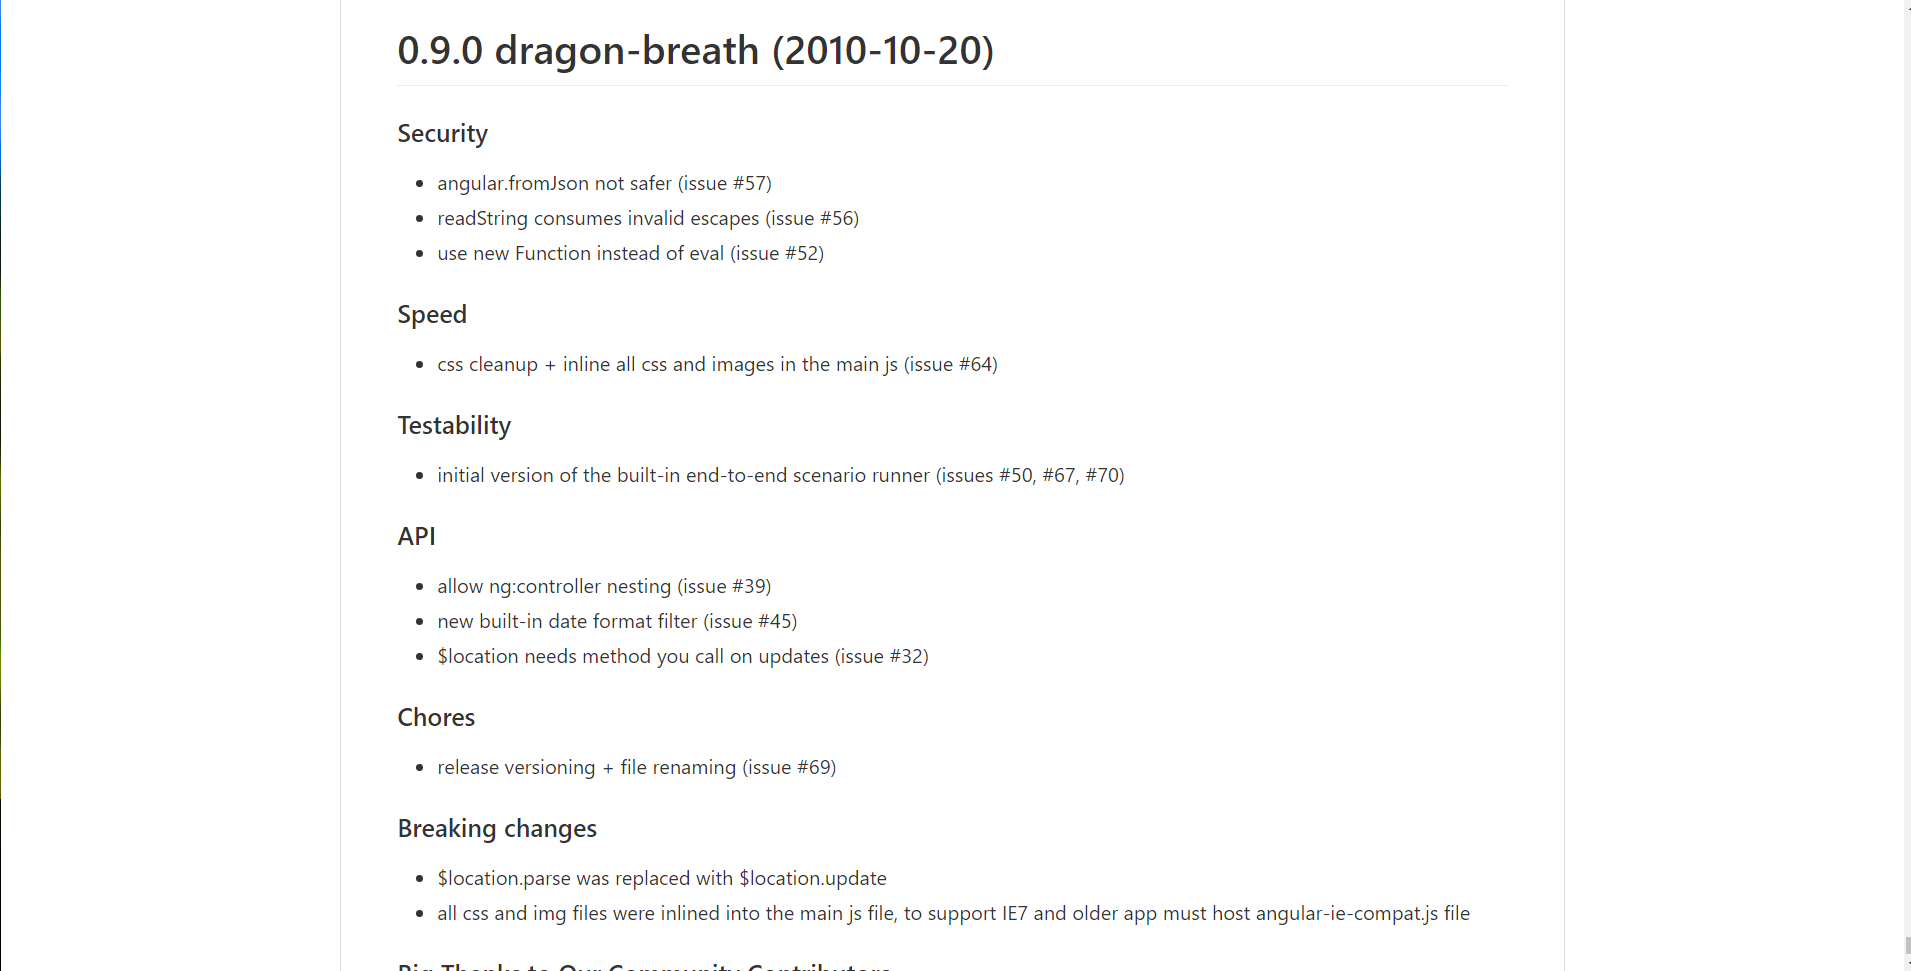 0.9.0 dragon-breath (2010-10-20)
Security
angular.fromJson not safer (issue #57)
readString consumes invalid escapes (issue #56)
use new Function instead of eval (issue #52)
Speed
css cleanup + inline all css and images in the main js (issue #64)
Testability
initial version of the built-in end-to-end scenario runner (issues #50, #67, #70)
API
allow ng:controller nesting (issue #39)
new built-in date format filter (issue #45)
$location needs method you call on updates (issue #32)
Chores
release versioning + file renaming (issue #69)
Breaking changes
$location.parse was replaced with $location.update
all css and img files were inlined into the main js file, to support IE7 and older app must host angular-ie-compat.js file
Big Thanks to Our Community Contributors